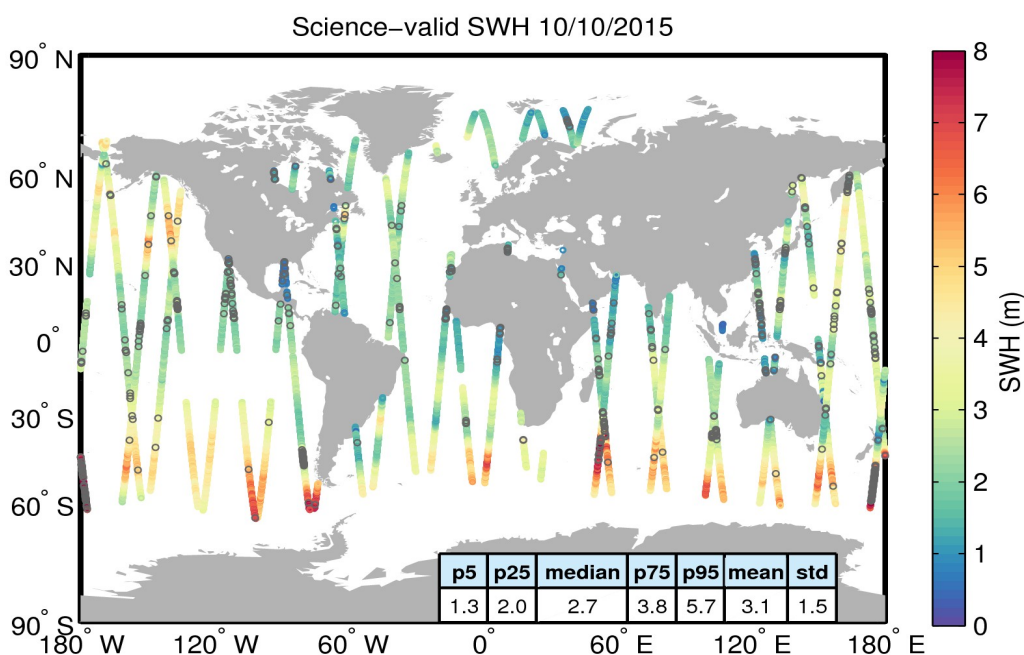 Science−valid SWH 10/10/2015
90° N
60° N
30° N
0°
30° S
60° S
90° S
180° W
120° W
60° W
0°
60° E
120° E
180° E
p5 p25 median p75 p95 mean std
1.3 2.0 2.7 3.8 5.7 3.1 1.5
8
7
6
5
4
3
2
1
0
SWH (m)